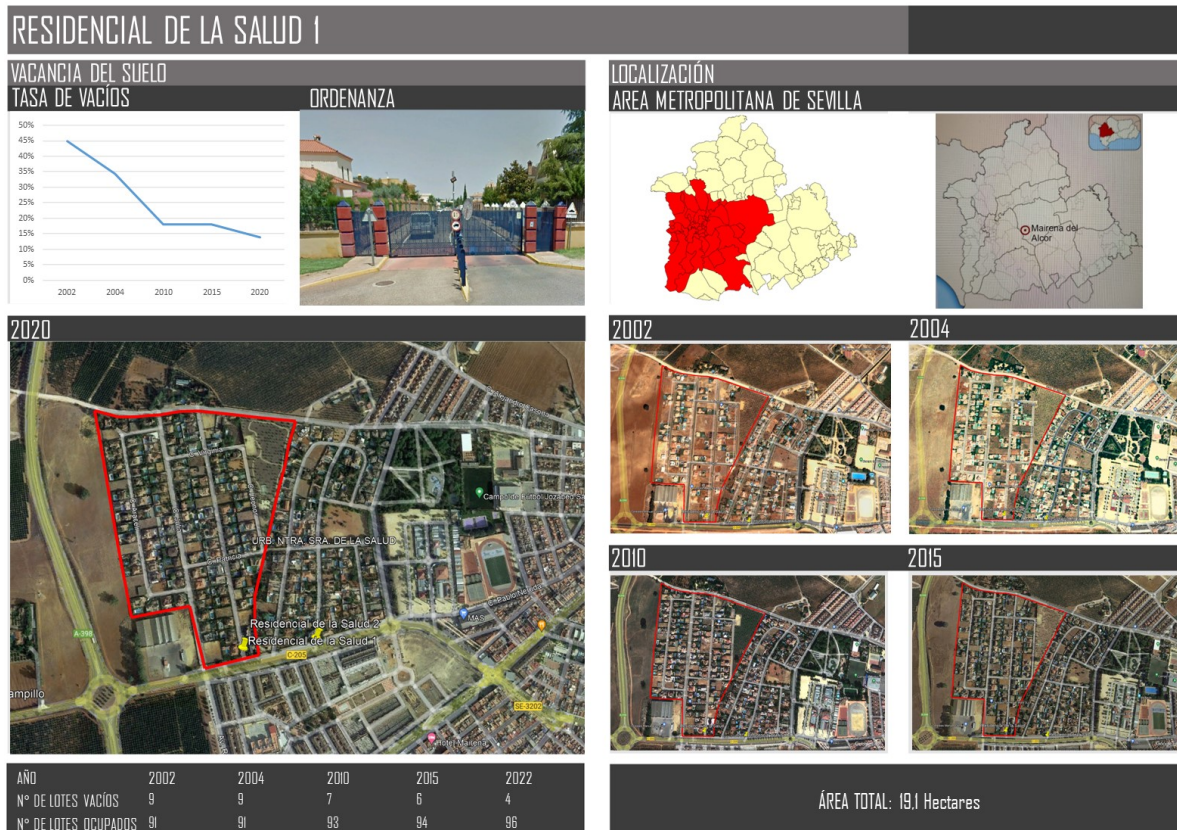 RESIDENCIAL DE LA SALUD 1
VACANCIA DEL SUELO
TASA DE VACÍOS
ORDENANZA
50%
45%
40%
35%
30%
25%
20%
15%
10%
5%
0%
2002 2004 2010 2015 2020
LOCALIZACIÓN
AREA METROPOLITANA DE SEVILLA
Mairena del
Alcor
2020
URB. NTRA. SRA. DE LA SALUD
Residencial de la Salud 2
Residencial de la Salud 1
A-398
C-205
SE-3202
MAS
Hotel Mairena
ampillo
2002
2004
2010
2015
AÑO 2002 2004 2010 2015 2022
N° DE LOTES VACÍOS 9 9 7 6 4
N° DE LOTES OCUPADOS 91 91 93 94 96
ÁREA TOTAL: 19,1 Hectares